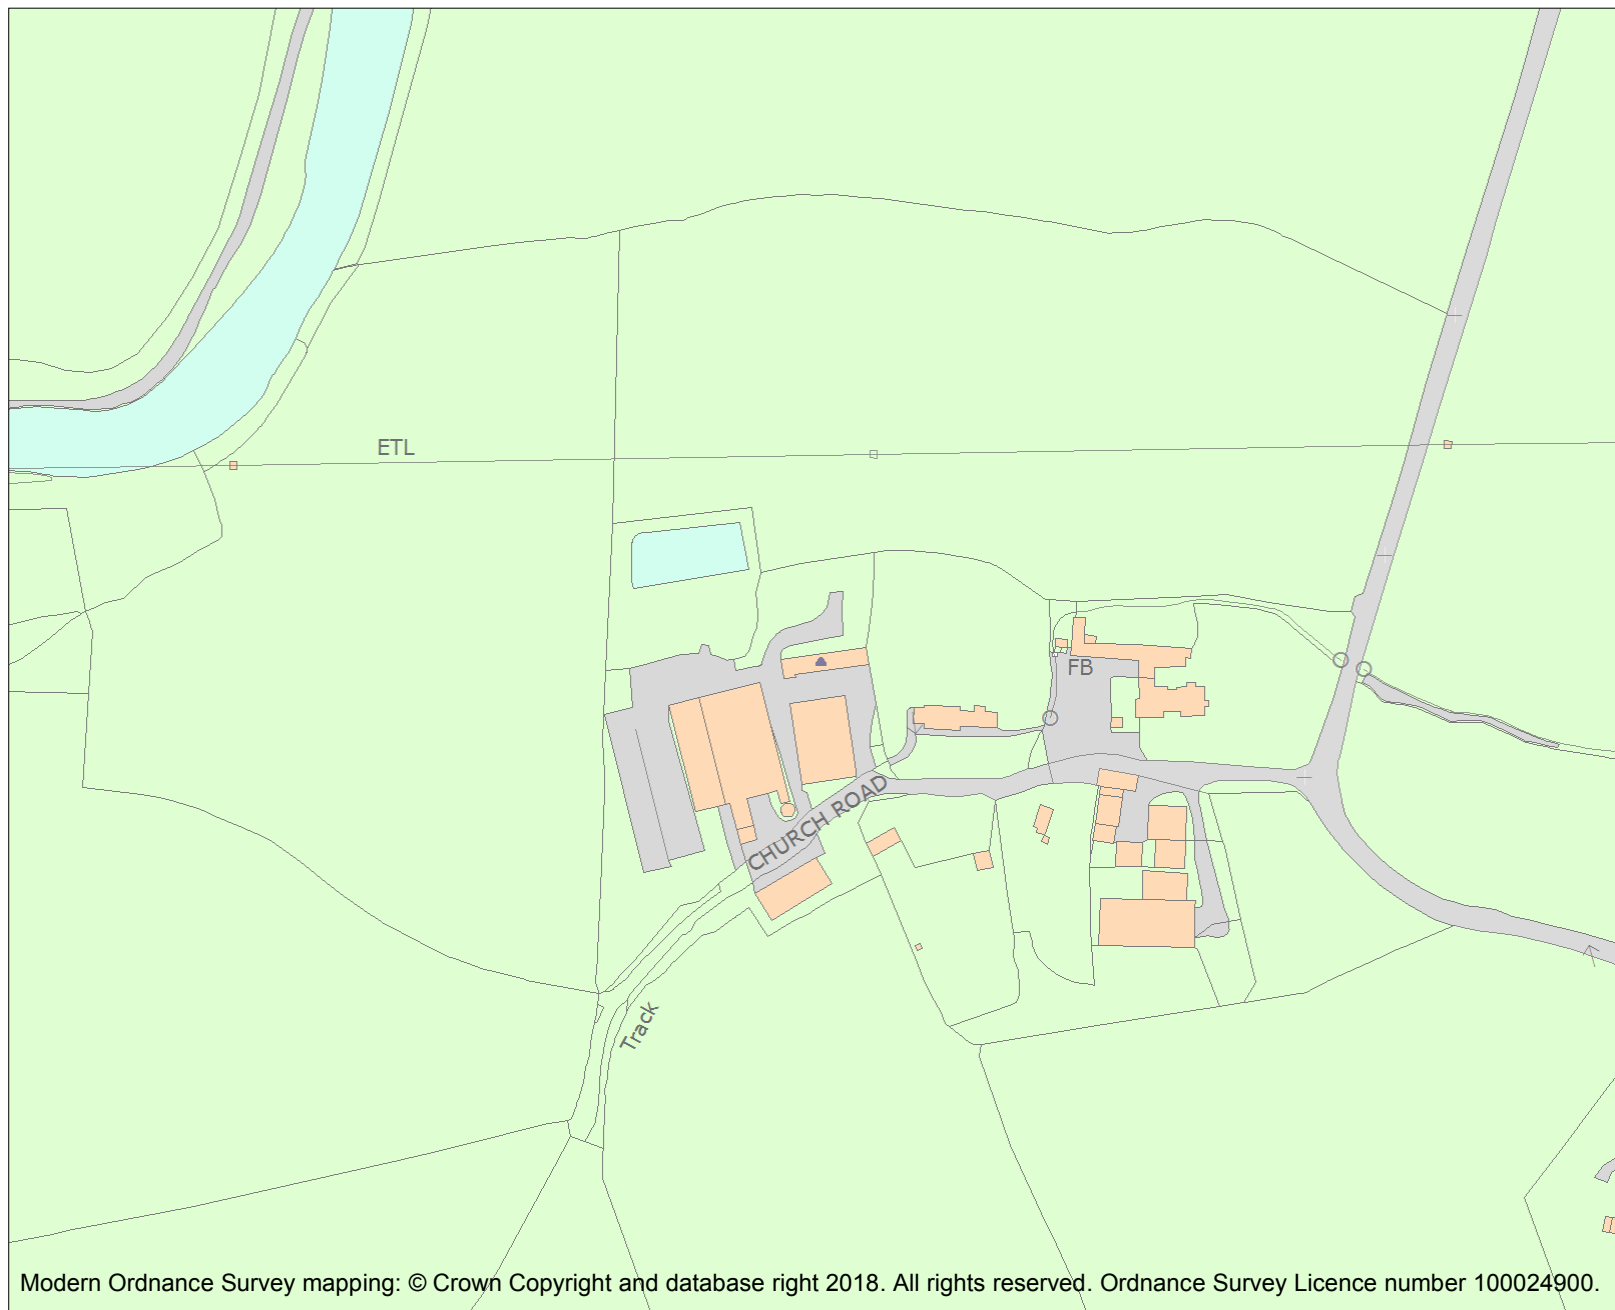 ETL
FB
CHURCH ROAD
Track
Modern Ordnance Survey mapping: © Crown Copyright and database right 2018. All rights reserved. Ordnance Survey Licence number 100024900.